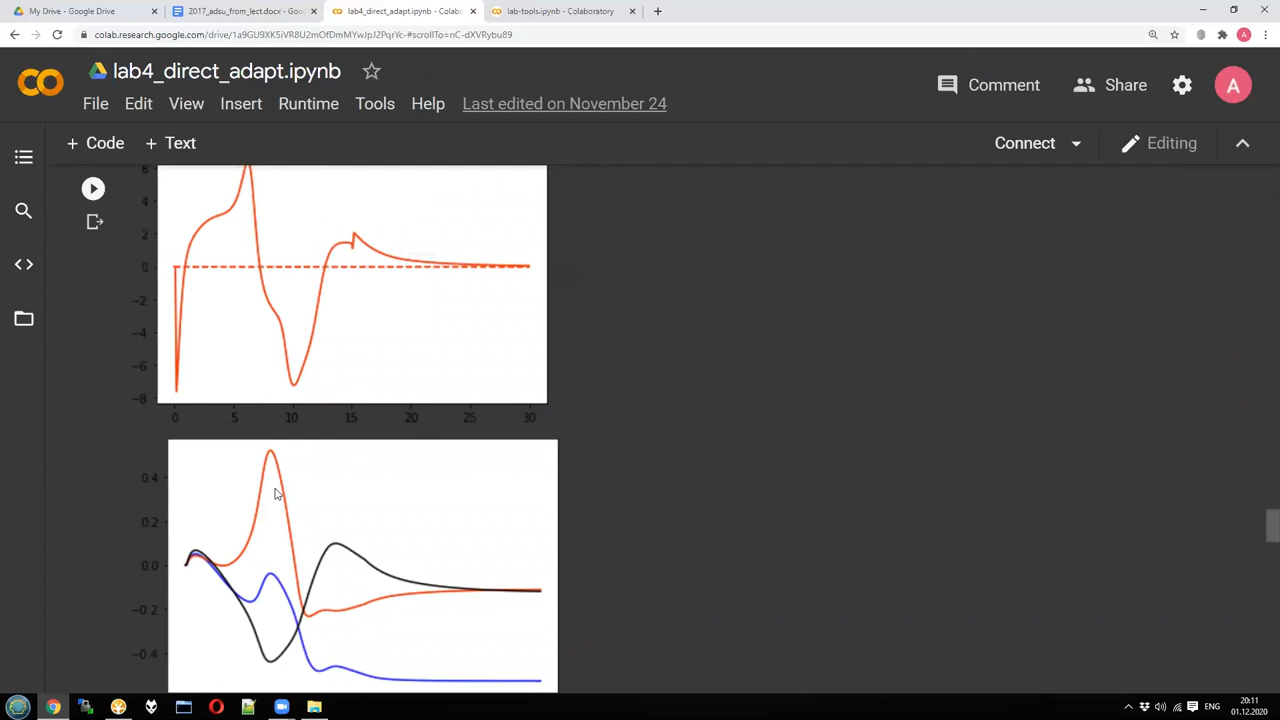 My Drive - Google Drive
2017_adsu_from_lect.docx - Goo
lab4_direct_adapt.ipynb - Colabo
lab-tools.ipynb - Colaboratory
colab.research.google.com/drive/1a9GU9XK5iVR8U2mOfDmMYwJpJ2PqrYc-#scrollTo=nC-dXVRybu89
A
lab4_direct_adapt.ipynb
Comment
Share
A
File Edit View Insert Runtime Tools Help Last edited on November 24
+ Code + Text
Connect
Editing
6
4
2
0
−2
−4
−6
−8
0 5 10 15 20 25 30
0.4
0.2
0.0
−0.2
−0.4
ENG
20:11
01.12.2020